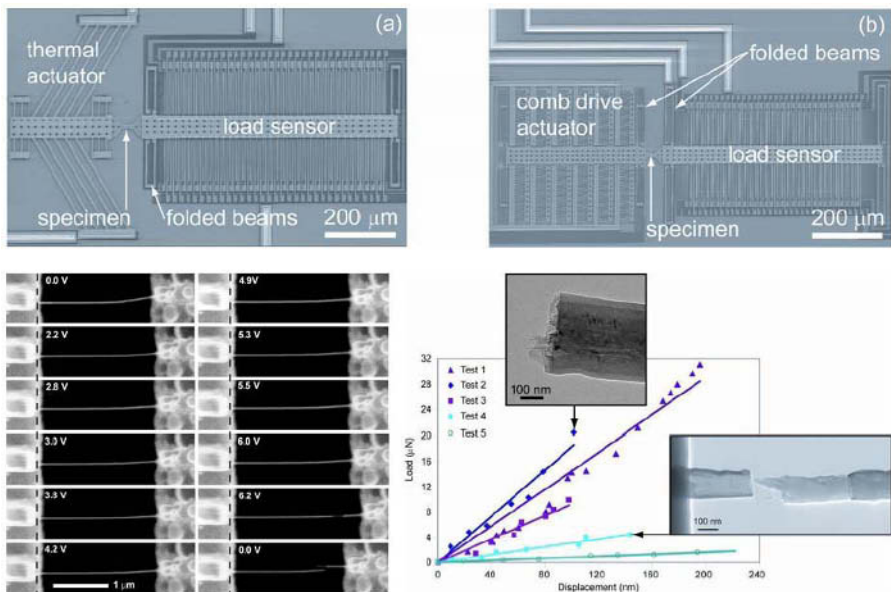 (a)
thermal
actuator
load sensor
specimen
folded beams
200 μm
(b)
folded beams
comb drive
actuator
load sensor
specimen
200 μm
0.0 V
2.2 V
2.8 V
3.0 V
3.8 V
4.2 V
1 μm
4.9V
5.3 V
5.5 V
6.0 V
6.2 V
0.0 V
100 nm
Test 1
Test 2
Test 3
Test 4
Test 5
32
28
24
20
16
12
8
4
0
Load (μN)
100 nm
0 40 80 120 160 200 240
Displacement (nm)